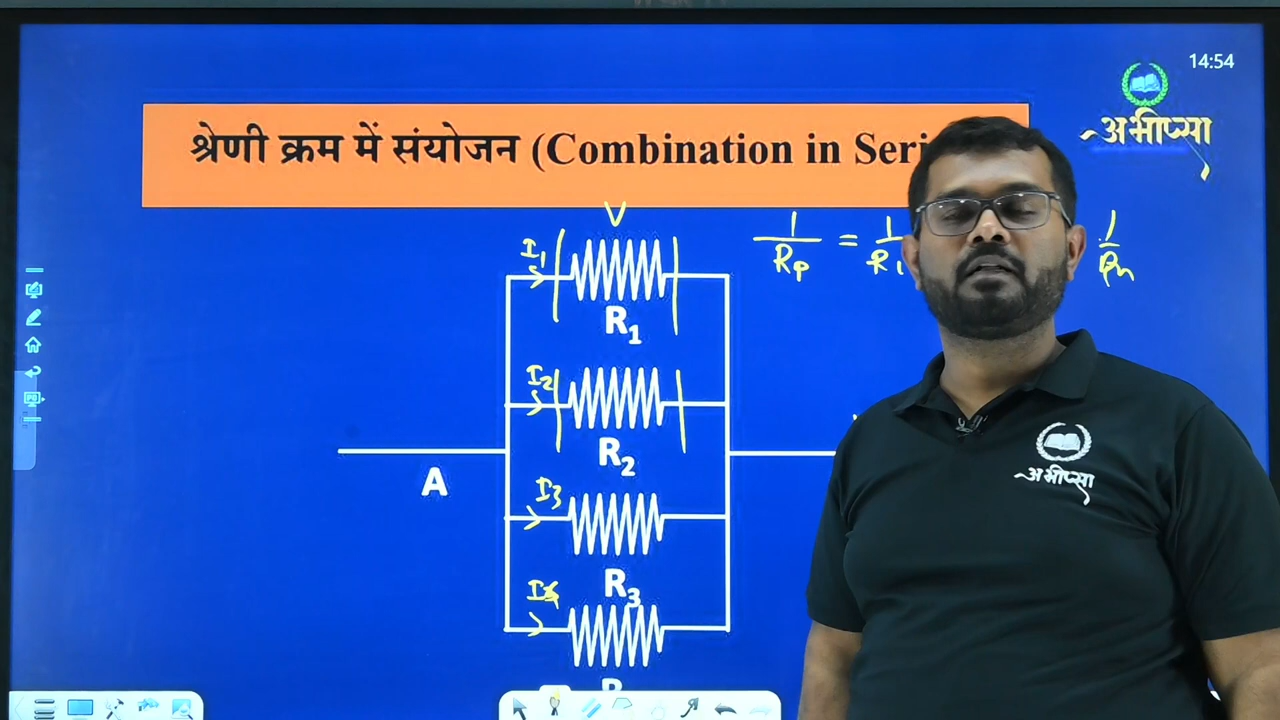 14:54
अभीप्सा
श्रेणी क्रम में संयोजन (Combination in Seri
V
I1
R1
1/Rp = 1/R1
1/Rn
I2
R2
A
I3
R3
अभीप्सा